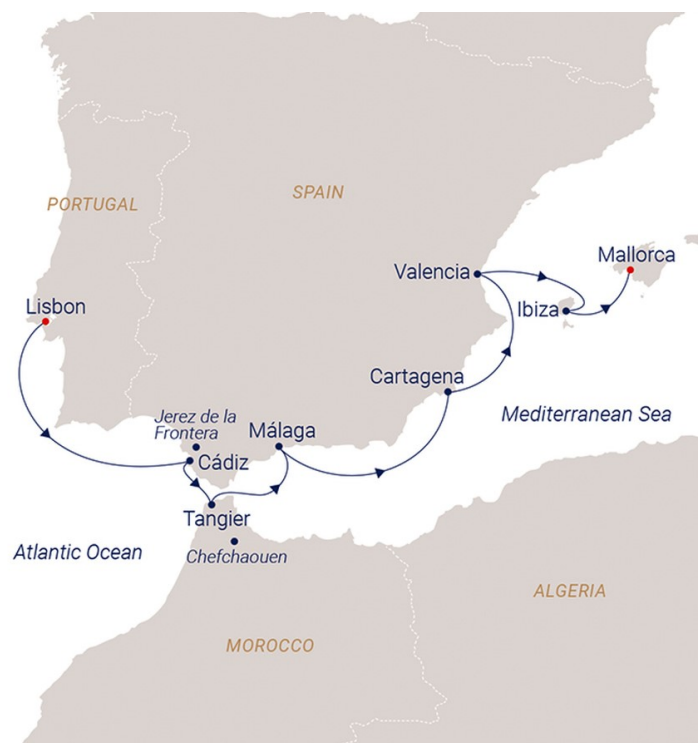 PORTUGAL
SPAIN
Mallorca
Valencia
Lisbon
Ibiza
Cartagena
Mediterranean Sea
Jerez de la
Frontera
Málaga
Cádiz
Tangier
Atlantic Ocean
Chefchaouen
ALGERIA
MOROCCO